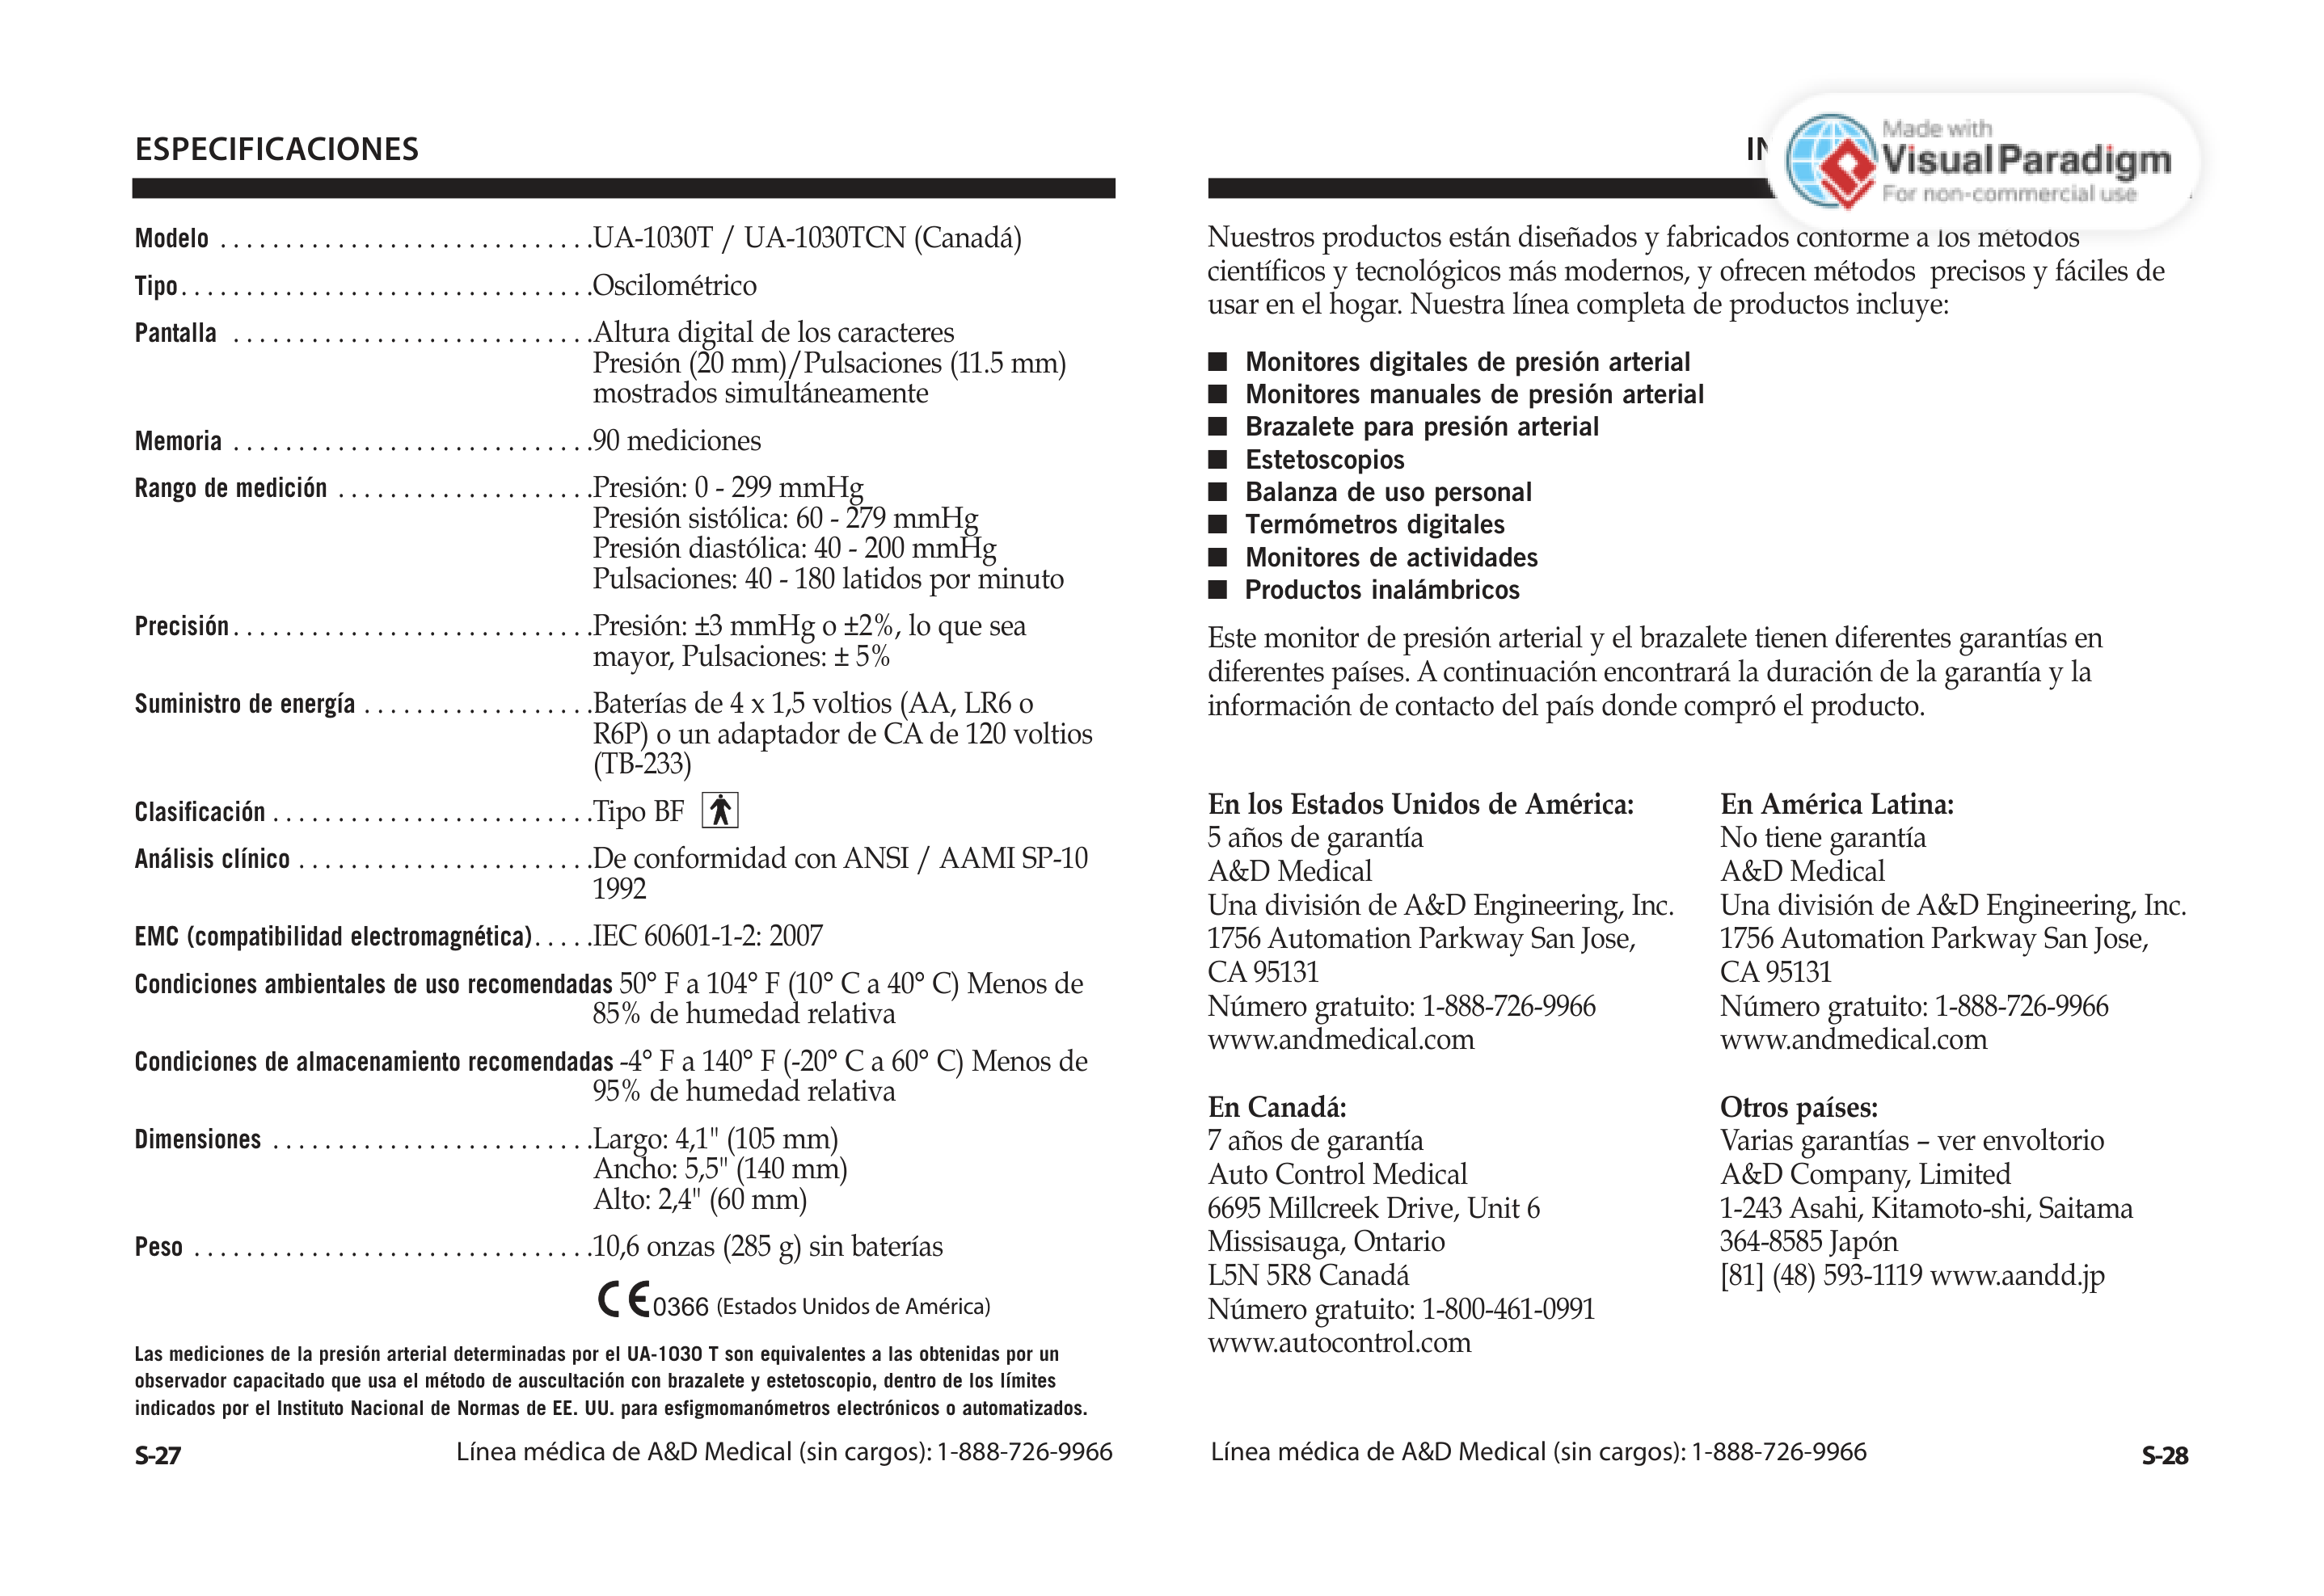 ESPECIFICACIONES
Modelo . . . . . . . . . . . . . . . . . . . . . . . . . . . . .UA-1030T / UA-1030TCN (Canadá)
Tipo. . . . . . . . . . . . . . . . . . . . . . . . . . . . . . . .Oscilométrico
Pantalla . . . . . . . . . . . . . . . . . . . . . . . . . . . .Altura digital de los caracteres
Presión (20 mm)/Pulsaciones (11.5 mm)
mostrados simultáneamente
Memoria . . . . . . . . . . . . . . . . . . . . . . . . . . . .90 mediciones
Rango de medición . . . . . . . . . . . . . . . . . . . .Presión: 0 - 299 mmHg
Presión sistólica: 60 - 279 mmHg
Presión diastólica: 40 - 200 mmHg
Pulsaciones: 40 - 180 latidos por minuto
Precisión. . . . . . . . . . . . . . . . . . . . . . . . . . . .Presión: ±3 mmHg o ±2%, lo que sea
mayor, Pulsaciones: ± 5%
Suministro de energía . . . . . . . . . . . . . . . . . .Baterías de 4 x 1,5 voltios (AA, LR6 o
R6P) o un adaptador de CA de 120 voltios
(TB-233)
Clasificación . . . . . . . . . . . . . . . . . . . . . . . . .Tipo BF
Análisis clínico . . . . . . . . . . . . . . . . . . . . . . .De conformidad con ANSI / AAMI SP-10
1992
EMC (compatibilidad electromagnética). . . . .IEC 60601-1-2: 2007
Condiciones ambientales de uso recomendadas 50° F a 104° F (10° C a 40° C) Menos de
85% de humedad relativa
Condiciones de almacenamiento recomendadas -4° F a 140° F (-20° C a 60° C) Menos de
95% de humedad relativa
Dimensiones . . . . . . . . . . . . . . . . . . . . . . . . .Largo: 4,1" (105 mm)
Ancho: 5,5" (140 mm)
Alto: 2,4" (60 mm)
Peso . . . . . . . . . . . . . . . . . . . . . . . . . . . . . . .10,6 onzas (285 g) sin baterías
CE0366 (Estados Unidos de América)
Las mediciones de la presión arterial determinadas por el UA-1030 T son equivalentes a las obtenidas por un
observador capacitado que usa el método de auscultación con brazalete y estetoscopio, dentro de los límites
indicados por el Instituto Nacional de Normas de EE. UU. para esfigmomanómetros electrónicos o automatizados.
S-27 Línea médica de A&D Medical (sin cargos): 1-888-726-9966
Made with
Visual Paradigm
For non-commercial use
Nuestros productos están diseñados y fabricados conforme a los métodos
científicos y tecnológicos más modernos, y ofrecen métodos precisos y fáciles de
usar en el hogar. Nuestra línea completa de productos incluye:
■ Monitores digitales de presión arterial
■ Monitores manuales de presión arterial
■ Brazalete para presión arterial
■ Estetoscopios
■ Balanza de uso personal
■ Termómetros digitales
■ Monitores de actividades
■ Productos inalámbricos
Este monitor de presión arterial y el brazalete tienen diferentes garantías en
diferentes países. A continuación encontrará la duración de la garantía y la
información de contacto del país donde compró el producto.
En los Estados Unidos de América:
5 años de garantía
A&D Medical
Una división de A&D Engineering, Inc.
1756 Automation Parkway San Jose,
CA 95131
Número gratuito: 1-888-726-9966
www.andmedical.com
En América Latina:
No tiene garantía
A&D Medical
Una división de A&D Engineering, Inc.
1756 Automation Parkway San Jose,
CA 95131
Número gratuito: 1-888-726-9966
www.andmedical.com
En Canadá:
7 años de garantía
Auto Control Medical
6695 Millcreek Drive, Unit 6
Missisauga, Ontario
L5N 5R8 Canadá
Número gratuito: 1-800-461-0991
www.autocontrol.com
Otros países:
Varias garantías – ver envoltorio
A&D Company, Limited
1-243 Asahi, Kitamoto-shi, Saitama
364-8585 Japón
[81] (48) 593-1119 www.aandd.jp
Línea médica de A&D Medical (sin cargos): 1-888-726-9966 S-28